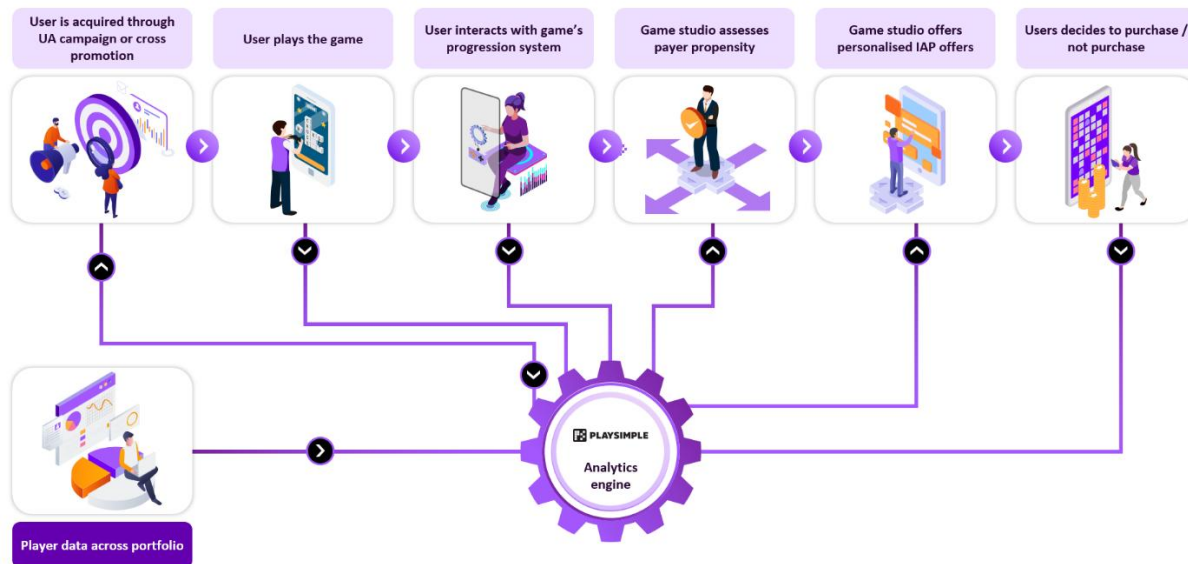 User is acquired through
UA campaign or cross
promotion
User plays the game
User interacts with game's
progression system
Game studio assesses
payer propensity
Game studio offers
personalised IAP offers
Users decides to purchase /
not purchase
PLAYSIMPLE
Analytics
engine
Player data across portfolio